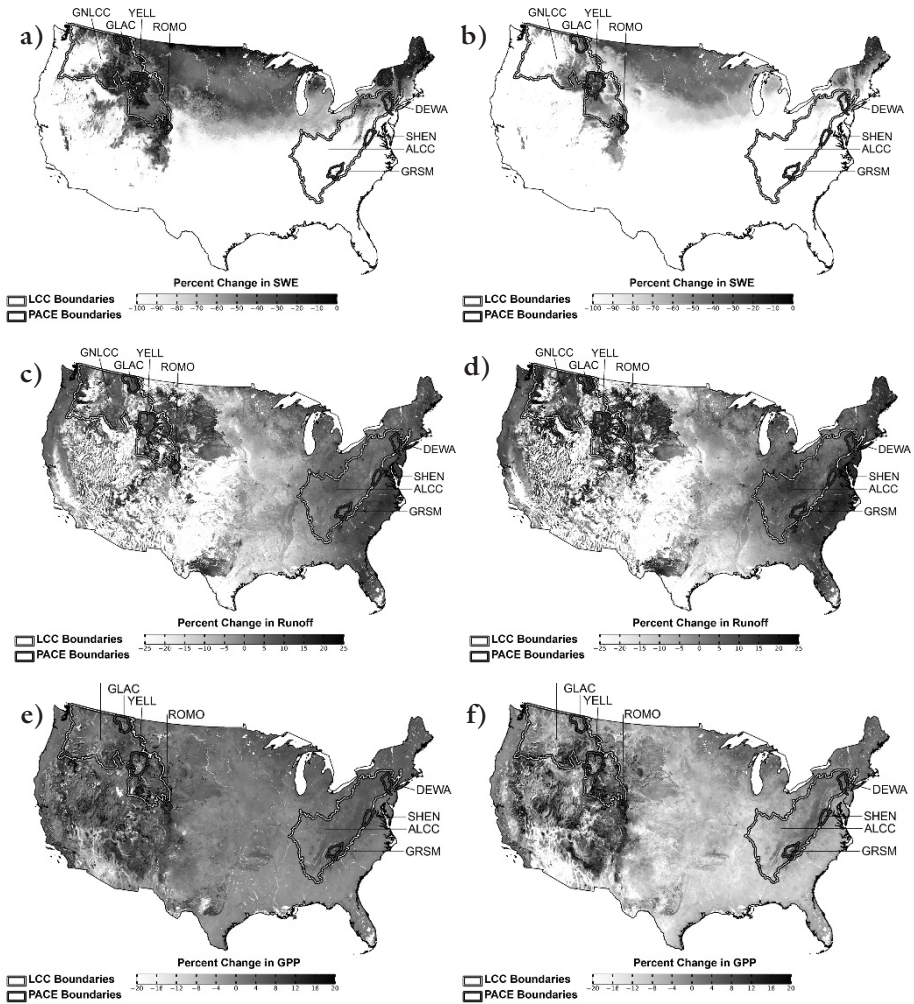 a)
GNLCC
GLAC
YELL
ROMO
DEWA
SHEN
ALCC
GRSM
Percent Change in SWE
LCC Boundaries
PACE Boundaries
-100 -90 -80 -70 -60 -50 -40 -30 -20 -10 0
b)
GNLCC
GLAC
YELL
ROMO
DEWA
SHEN
ALCC
GRSM
Percent Change in SWE
LCC Boundaries
PACE Boundaries
-100 -90 -80 -70 -60 -50 -40 -30 -20 -10 0
c)
GNLCC
GLAC
YELL
ROMO
DEWA
SHEN
ALCC
GRSM
Percent Change in Runoff
LCC Boundaries
PACE Boundaries
-25 -20 -15 -10 -5 0 5 10 15 20 25
d)
GNLCC
GLAC
YELL
ROMO
DEWA
SHEN
ALCC
GRSM
Percent Change in Runoff
LCC Boundaries
PACE Boundaries
-25 -20 -15 -10 -5 0 5 10 15 20 25
e)
GLAC
YELL
ROMO
DEWA
SHEN
ALCC
GRSM
Percent Change in GPP
LCC Boundaries
PACE Boundaries
-20 -16 -12 -8 -4 0 4 8 12 16 20
f)
GLAC
YELL
ROMO
DEWA
SHEN
ALCC
GRSM
Percent Change in GPP
LCC Boundaries
PACE Boundaries
-20 -16 -12 -8 -4 0 4 8 12 16 20